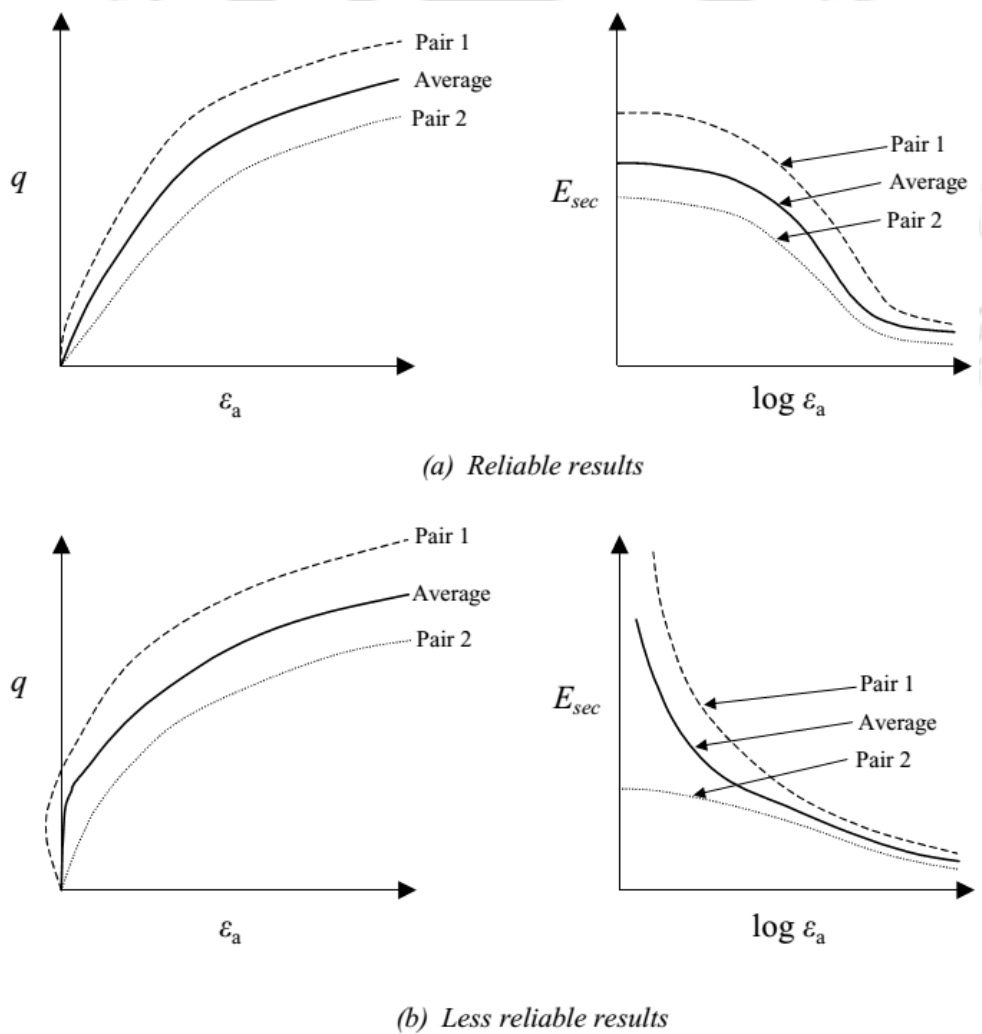 Pair 1
Average
Pair 2
q
εa
Pair 1
Average
Pair 2
Esec
log εa
(a) Reliable results
Pair 1
Average
Pair 2
q
εa
Pair 1
Average
Pair 2
Esec
log εa
(b) Less reliable results